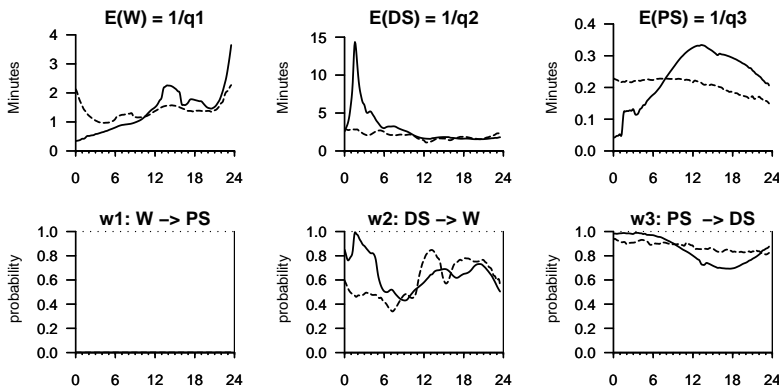 E(W) = 1/q1
E(DS) = 1/q2
E(PS) = 1/q3
Minutes
4
3
2
1
0
0 6 12 18 24
Minutes
15
10
5
0
0 6 12 18 24
Minutes
0.4
0.3
0.2
0.1
0.0
0 6 12 18 24
w1: W −> PS
w2: DS −> W
w3: PS −> DS
probability
1.0
0.8
0.6
0.4
0.2
0.0
0 6 12 18 24
probability
1.0
0.8
0.6
0.4
0.2
0.0
0 6 12 18 24
probability
1.0
0.8
0.6
0.4
0.2
0.0
0 6 12 18 24